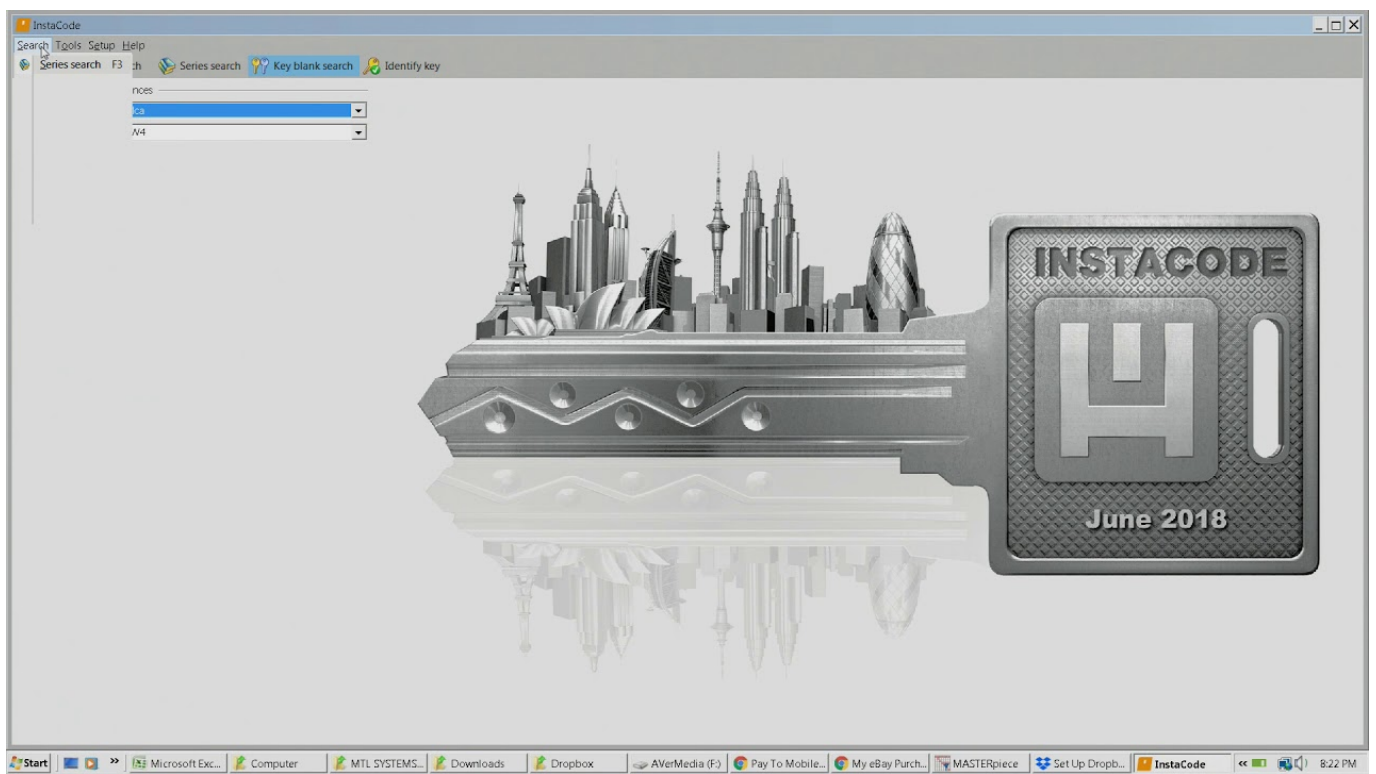 InstaCode
Search Tools Setup Help
Series search F3
Series search Key blank search Identify key
nces
ica
W4
INSTACODE
June 2018
Start Microsoft Exc... Computer MTL SYSTEMS... Downloads Dropbox AVerMedia (F:) Pay To Mobile... My eBay Purch... MASTERpiece Set Up Dropb... InstaCode 8:22 PM